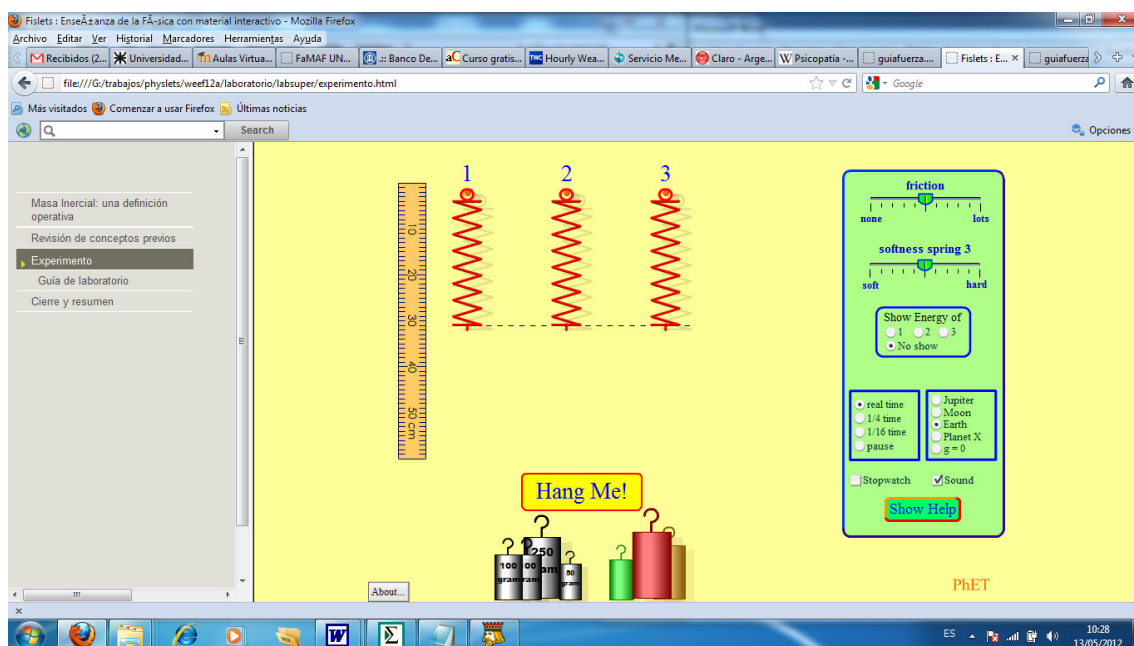 Fislets : EnseÃ±anza de la FÃ­sica con material interactivo - Mozilla Firefox
Archivo Editar Ver Historial Marcadores Herramientas Ayuda
Recibidos (2... Universidad... Aulas Virtua... FaMAF UN... .:: Banco De... Curso gratis... Hourly Wea... Servicio Me... Claro - Arge... Psicopatia -... guiafuerza.... Fislets : E... guiafuerza
file:///G:/trabajos/physlets/weef12a/laboratorio/labsuper/experimento.html
Google
Más visitados Comenzar a usar Firefox Últimas noticias
Search Opciones
Masa Inercial: una definición
operativa
Revisión de conceptos previos
Experimento
Guía de laboratorio
Cierre y resumen
1 2 3
10
20
30
40
50 cm
friction
none lots
softness spring 3
soft hard
Show Energy of
1 2 3
No show
real time
1/4 time
1/16 time
pause
Jupiter
Moon
Earth
Planet X
g = 0
Stopwatch Sound
Show Help
Hang Me!
250
100
gram
50
gram
About...
PhET
ES
10:28
13/05/2012